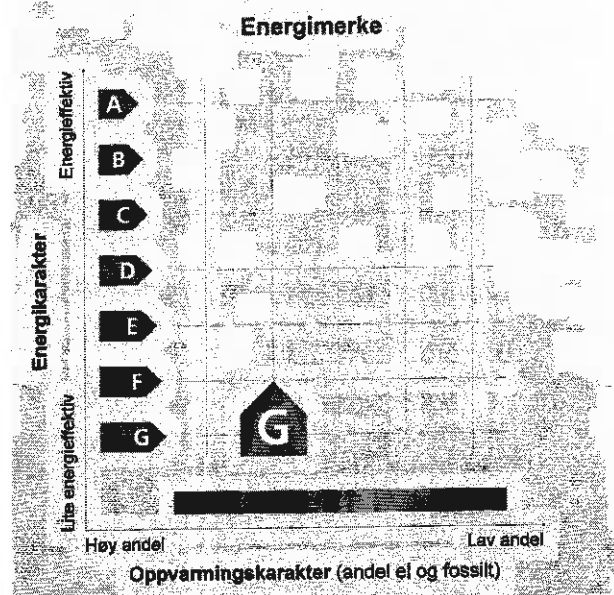 Energimerke
Energikarakter
Energieffektiv
Lite energieffektiv
A
B
C
D
E
F
G
G
Høy andel
Lav andel
Oppvarmingskarakter (andel el og fossilt)